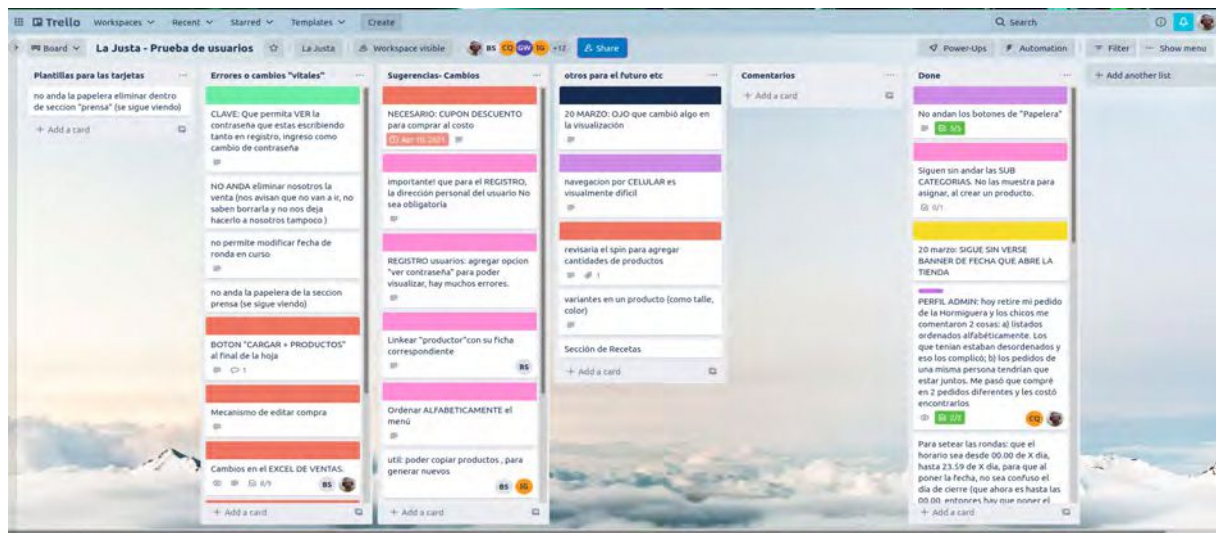 Trello Workspaces Recent Starred Templates Create Search
Board La Justa - Prueba de usuarios La Justa Workspace visible BS CQ GW IG +12 Share Power-Ups Automation Filter Show menu
Plantillas para las tarjetas
no anda la papelera eliminar dentro
de seccion "prensa" (se sigue viendo)
+ Add a card
Errores o cambios "vitales"
CLAVE: Que permita VER la
contraseña que estas escribiendo
tanto en registro, ingreso como
cambio de contraseña
NO ANDA eliminar nosotros la
venta (nos avisan que no van a ir, no
saben borrarla y no nos deja
hacerlo a nosotros tampoco )
no permite modificar fecha de
ronda en curso
no anda la papelera de la seccion
prensa (se sigue viendo)
BOTON "CARGAR + PRODUCTOS"
al final de la hoja
1
Mecanismo de editar compra
Cambios en el EXCEL DE VENTAS.
8/9 BS
+ Add a card
Sugerencias- Cambios
NECESARIO: CUPON DESCUENTO
para comprar al costo
importante! que para el REGISTRO,
la dirección personal del usuario No
sea obligatoria
REGISTRO usuarios: agregar opcion
"ver contraseña" para poder
visualizar, hay muchos errores.
Linkear "productor"con su ficha
correspondiente
BS
Ordenar ALFABETICAMENTE el
menú
util: poder copiar productos , para
generar nuevos
BS IG
+ Add a card
otros para el futuro etc
20 MARZO: OJO que cambió algo en
la visualización
navegacion por CELULAR es
visualmente dificil
revisaria el spin para agregar
cantidades de productos
1
variantes en un producto (como talle,
color)
Sección de Recetas
+ Add a card
Comentarios
+ Add a card
Done
No andan los botones de "Papelera"
5/5
Siguen sin andar las SUB
CATEGORIAS. No las muestra para
asignar, al crear un producto.
0/1
20 marzo: SIGUE SIN VERSE
BANNER DE FECHA QUE ABRE LA
TIENDA
PERFIL ADMIN: hoy retire mi pedido
de la Hormiguera y los chicos me
comentaron 2 cosas: a) listados
ordenados alfabéticamente. Los
que tenian estaban desordenados y
eso los complicó; b) los pedidos de
una misma persona tendrían que
estar juntos. Me pasó que compré
en 2 pedidos diferentes y les costó
encontrarlos
CQ
Para setear las rondas: que el
horario sea desde 00.00 de X dia,
hasta 23.59 de X dia, para que al
poner la fecha, no sea confuso el
día de cierre (que ahora es hasta las
00.00, entonces hay que poner el
+ Add a card
+ Add another list